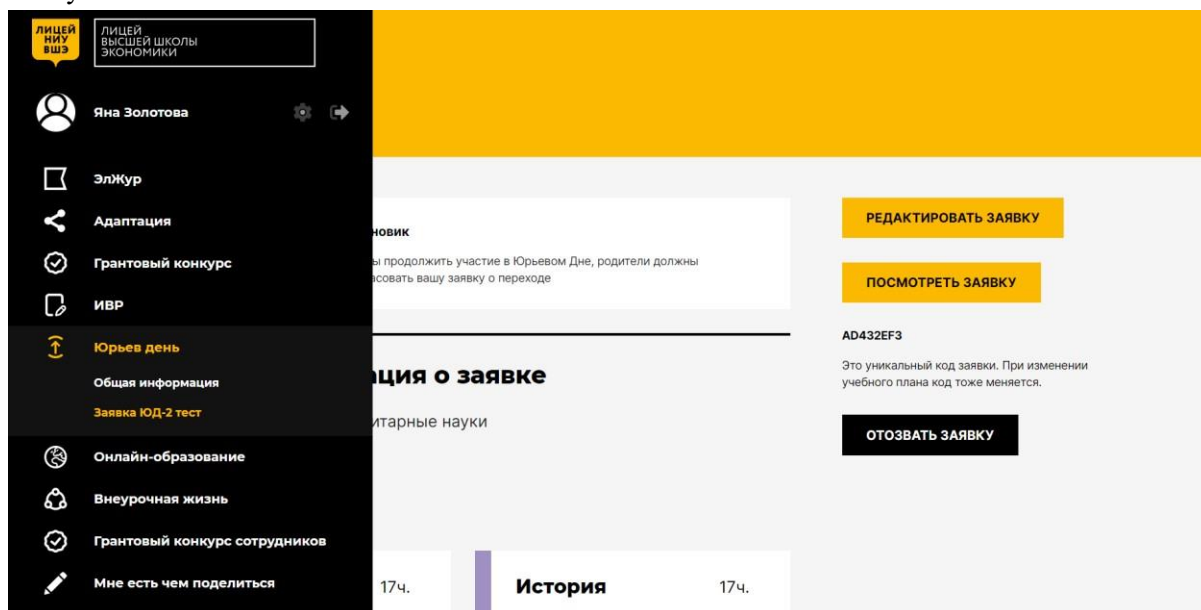 ЛИЦЕЙ
НИУ
ВШЭ
ЛИЦЕЙ
ВЫСШЕЙ ШКОЛЫ
ЭКОНОМИКИ
Яна Золотова
ЭлЖур
Адаптация
Грантовый конкурс
ИВР
Юрьев день
Общая информация
Заявка ЮД-2 тест
Онлайн-образование
Внеурочная жизнь
Грантовый конкурс сотрудников
Мне есть чем поделиться
новик
ы продолжить участие в Юрьевом Дне, родители должны
асовать вашу заявку о переходе
ация о заявке
итарные науки
17ч.
История 17ч.
РЕДАКТИРОВАТЬ ЗАЯВКУ
ПОСМОТРЕТЬ ЗАЯВКУ
AD432EF3
Это уникальный код заявки. При изменении
учебного плана код тоже меняется.
ОТОЗВАТЬ ЗАЯВКУ